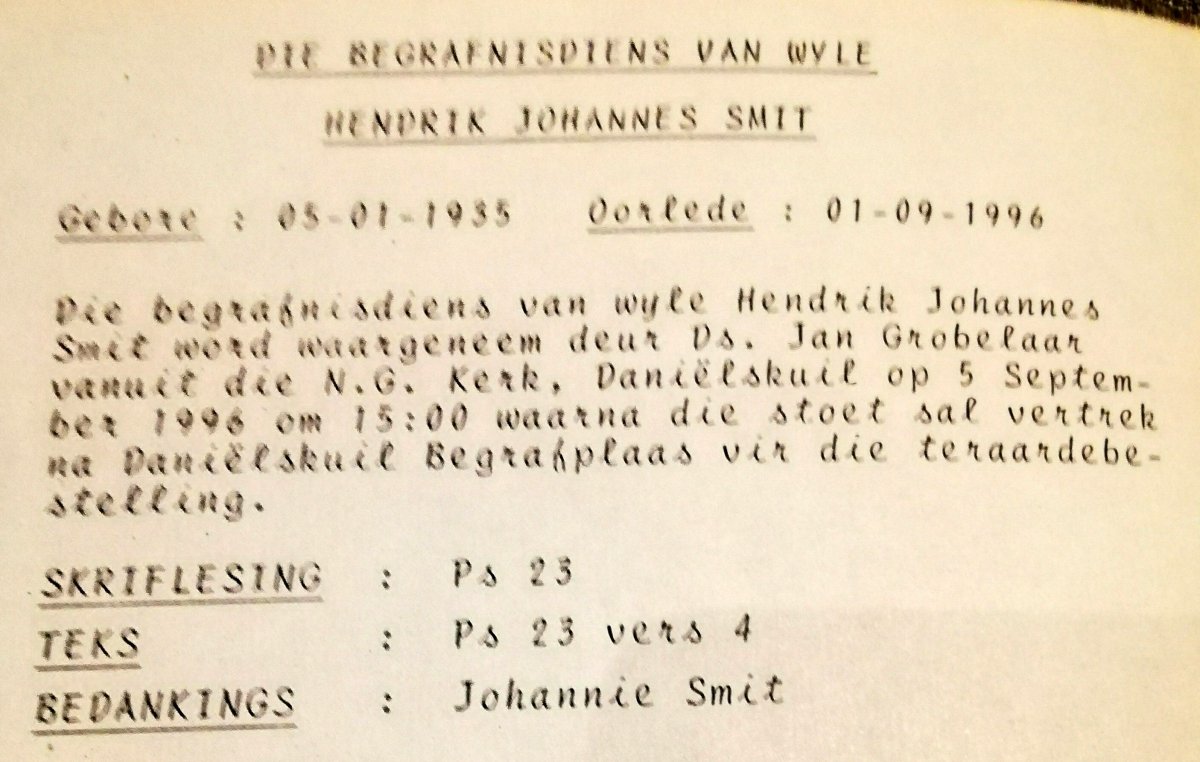 DIE BEGRAFNISDIENS VAN WYLE
HENDRIK JOHANNES SMIT
Gebore : 05-01-1935 Oorlede : 01-09-1996
Die begrafnisdiens van wyle Hendrik Johannes
Smit word waargeneem deur Ds. Jan Grobelaar
vanuit die N.G. Kerk, Daniëlskuil op 5 Septem-
ber 1996 om 15:00 waarna die stoet sal vertrek
na Daniëlskuil Begrafplaas vir die teraardebe-
stelling.
SKRIFLESING : Ps 23
TEKS : Ps 23 vers 4
BEDANKINGS : Johannie Smit